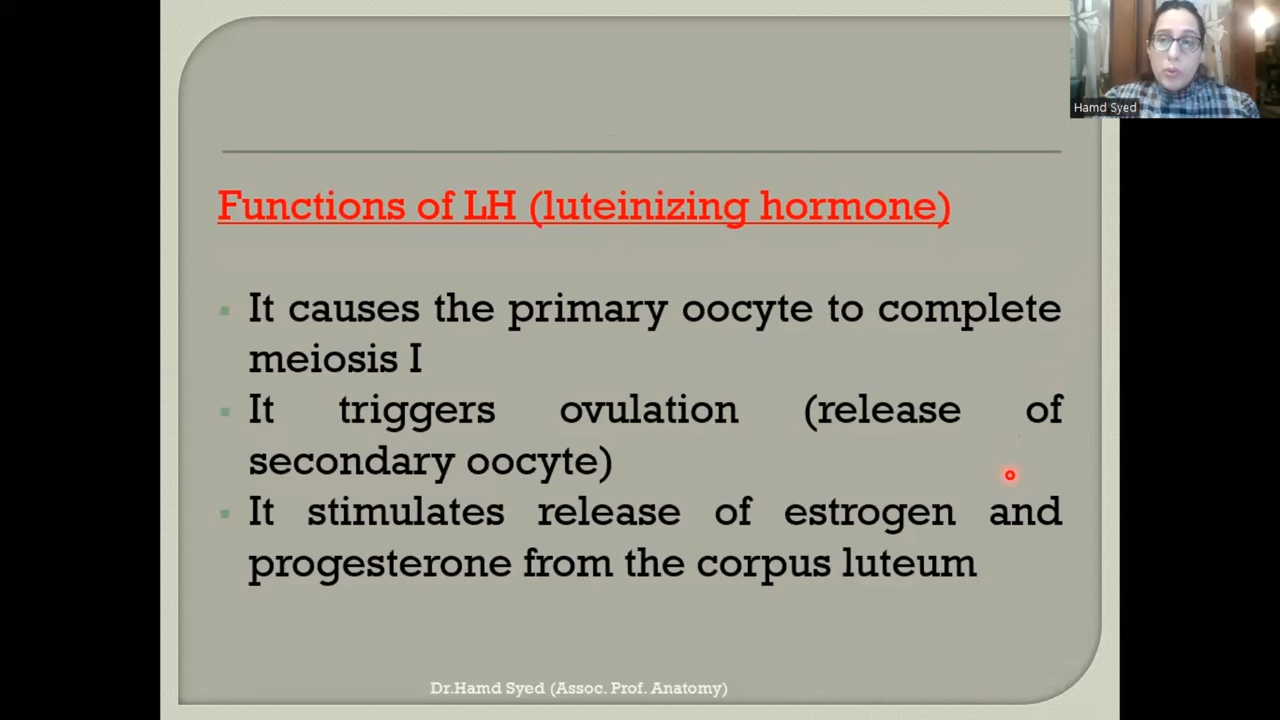 Hamd Syed
Functions of LH (luteinizing hormone)
It causes the primary oocyte to complete
meiosis I
It triggers ovulation (release of
secondary oocyte)
It stimulates release of estrogen and
progesterone from the corpus luteum
Dr.Hamd Syed (Assoc. Prof. Anatomy)